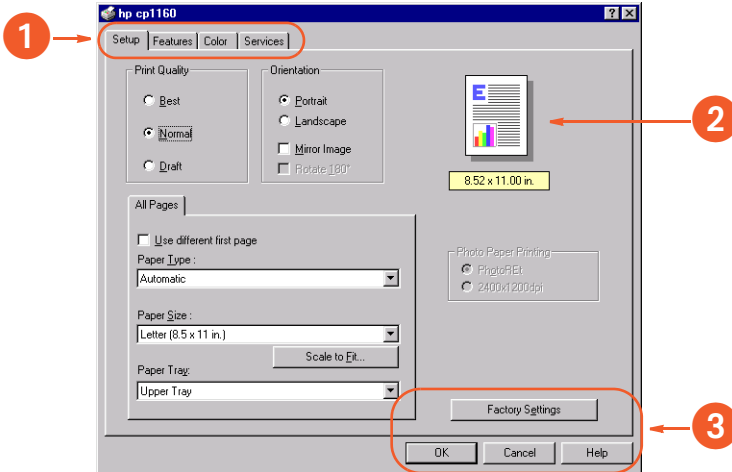 hp cp1160
1
Setup Features Color Services
Print Quality
Best
Normal
Draft
Orientation
Portrait
Landscape
Mirror Image
Rotate 180°
E
2
8.52 x 11.00 in.
All Pages
Use different first page
Paper Type :
Automatic
Paper Size :
Letter (8.5 x 11 in.)
Scale to Fit...
Paper Tray:
Upper Tray
Photo Paper Printing
PhotoREt
2400x1200dpi
Factory Settings
3
OK Cancel Help